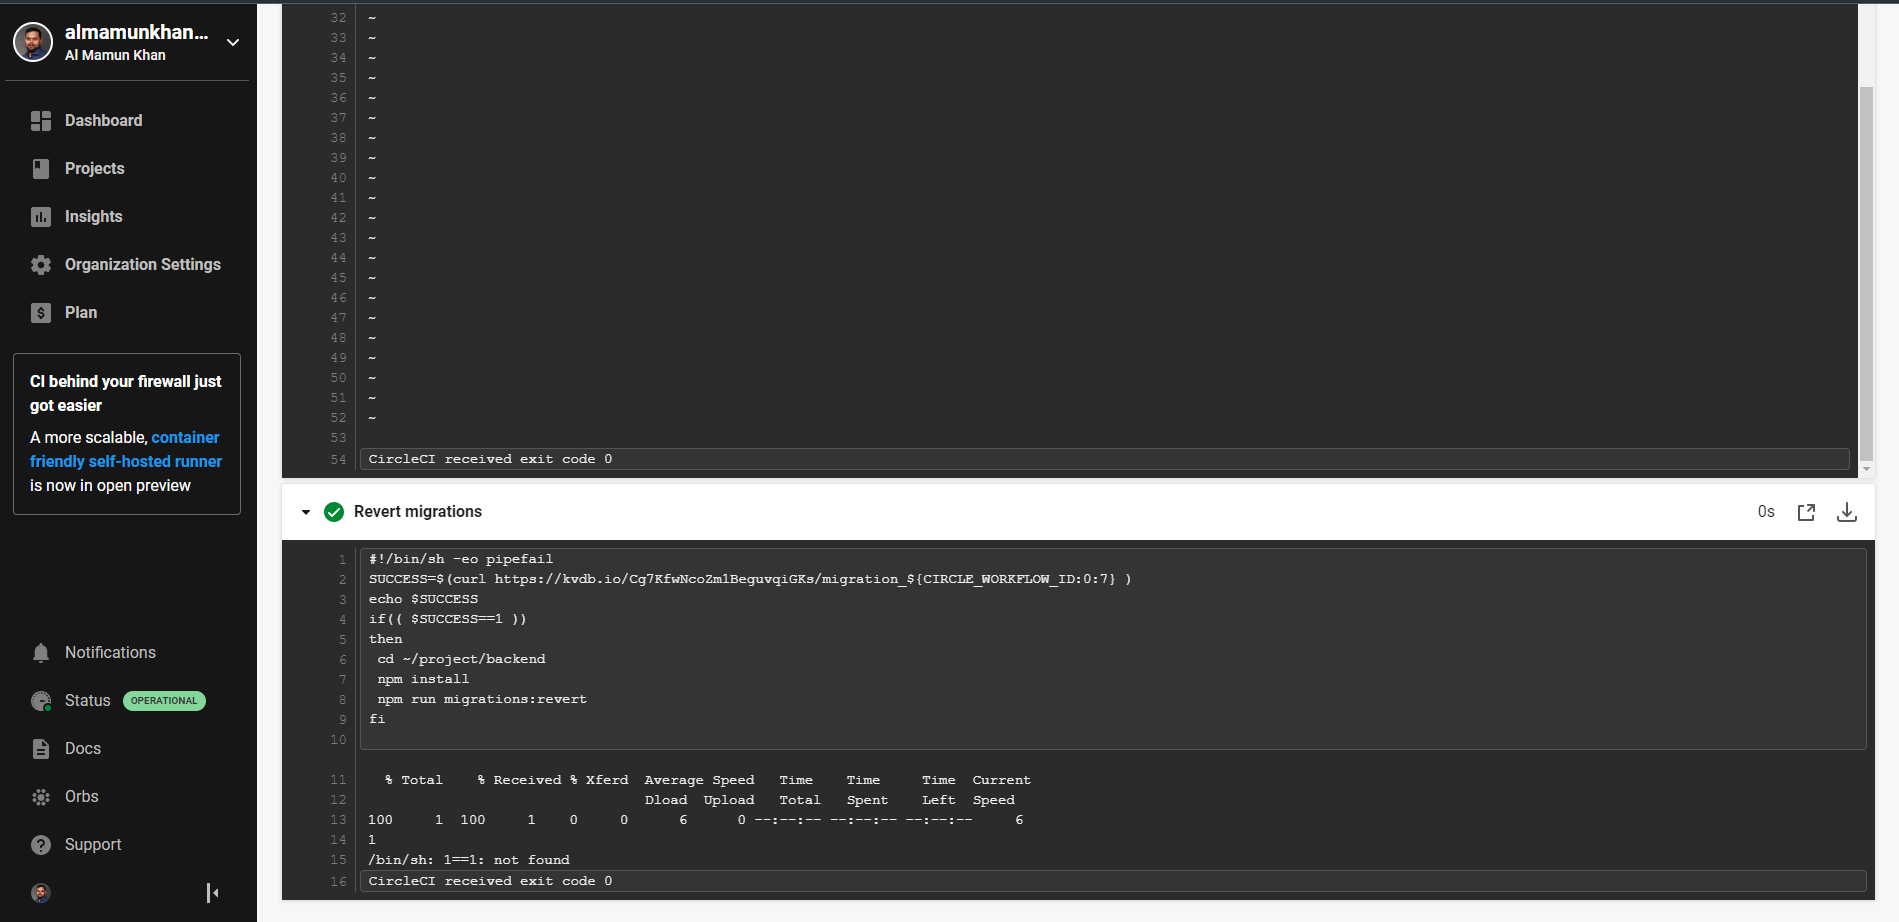 almamunkhan...
Al Mamun Khan
Dashboard
Projects
Insights
Organization Settings
Plan
CI behind your firewall just
got easier
A more scalable, container
friendly self-hosted runner
is now in open preview
Notifications
Status OPERATIONAL
Docs
Orbs
Support
32 ~
33 ~
34 ~
35 ~
36 ~
37 ~
38 ~
39 ~
40 ~
41 ~
42 ~
43 ~
44 ~
45 ~
46 ~
47 ~
48 ~
49 ~
50 ~
51 ~
52 ~
53
54 CircleCI received exit code 0
Revert migrations 0s
1 #!/bin/sh -eo pipefail
2 SUCCESS=$(curl https://kvdb.io/Cg7KfwNcoZm1BeguvqiGKs/migration_${CIRCLE_WORKFLOW_ID:0:7} )
3 echo $SUCCESS
4 if(( $SUCCESS==1 ))
5 then
6 cd ~/project/backend
7 npm install
8 npm run migrations:revert
9 fi
10
11 % Total % Received % Xferd Average Speed Time Time Time Current
12 Dload Upload Total Spent Left Speed
13 100 1 100 1 0 0 6 0 --:--:-- --:--:-- --:--:-- 6
14 1
15 /bin/sh: 1==1: not found
16 CircleCI received exit code 0